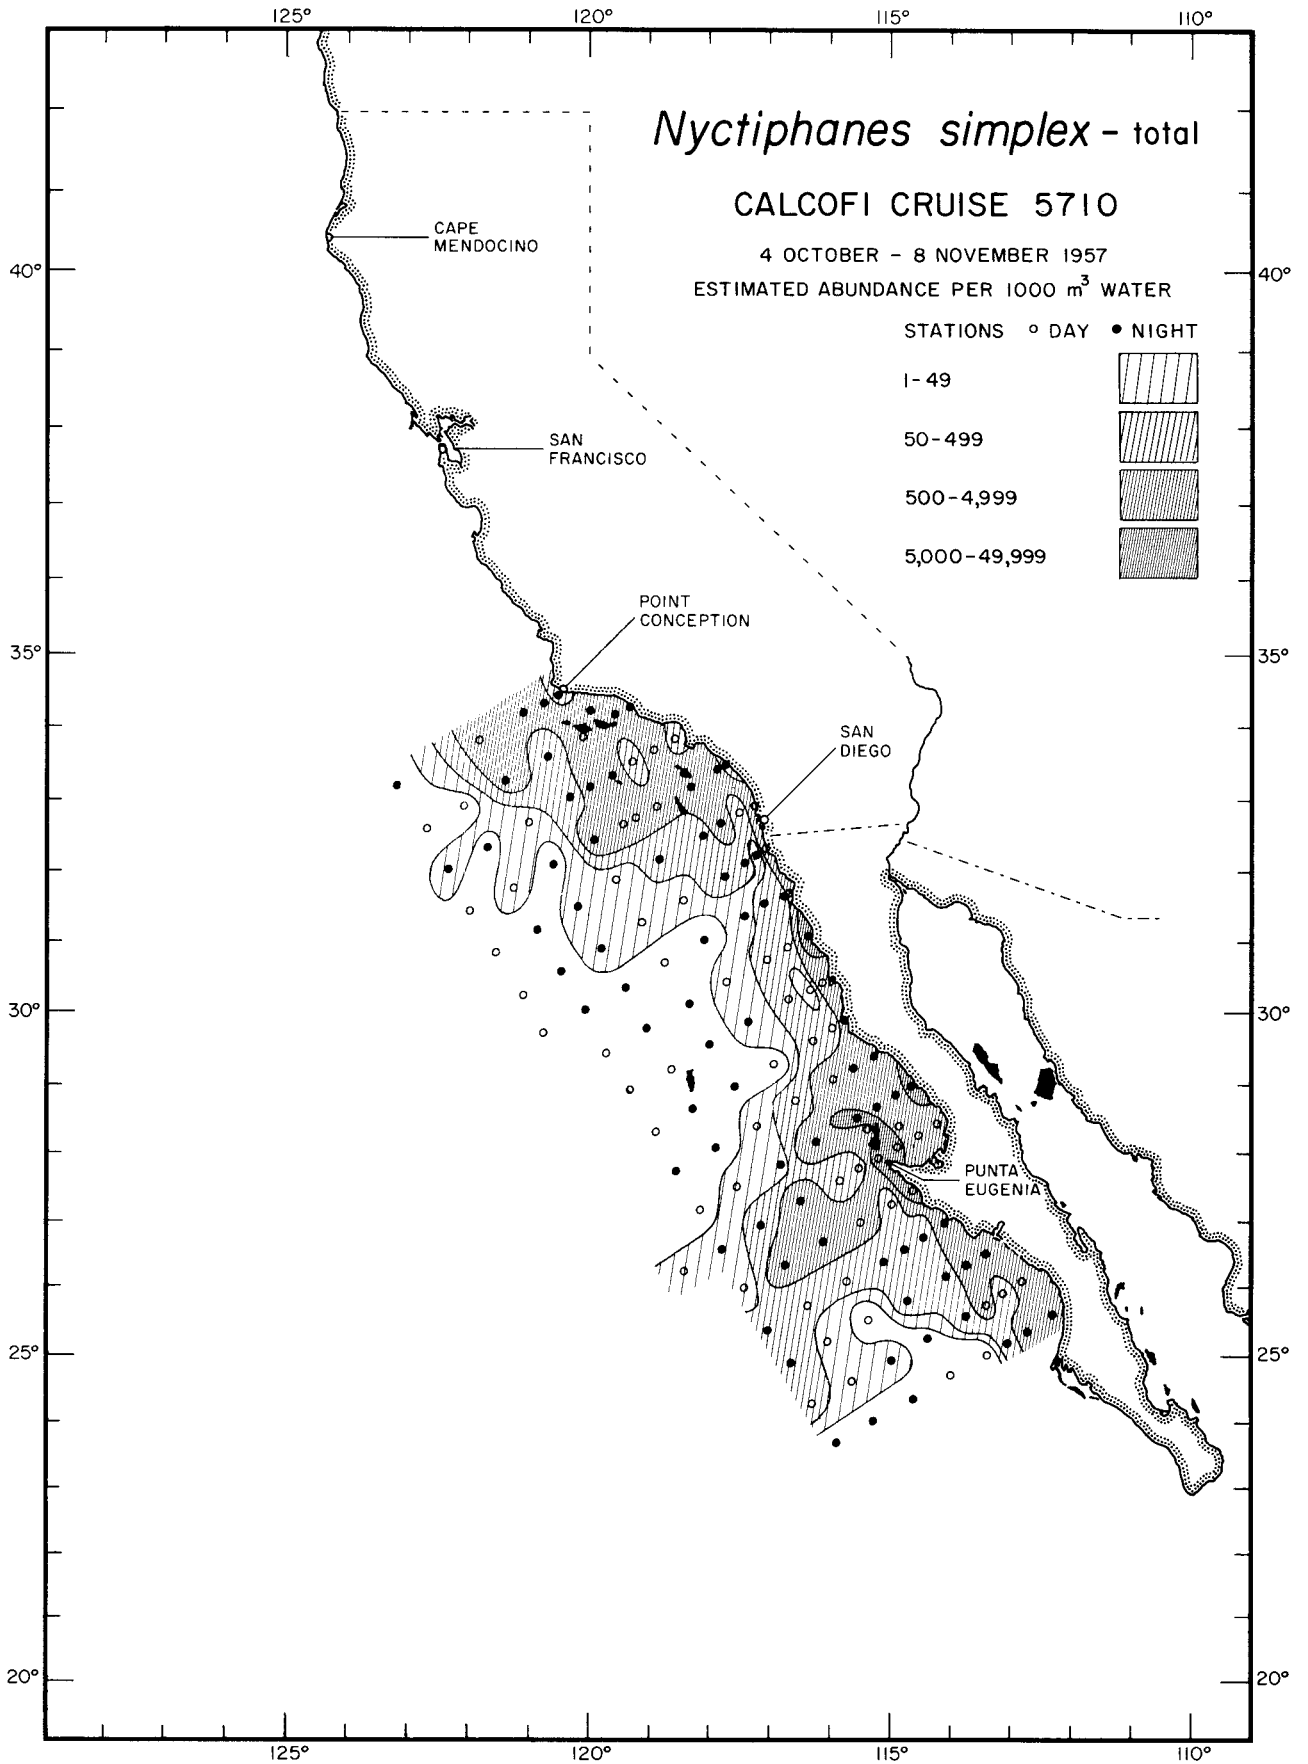 125° 120° 115° 110°
Nyctiphanes simplex - total
CALCOFI CRUISE 5710
4 OCTOBER - 8 NOVEMBER 1957
ESTIMATED ABUNDANCE PER 1000 m³ WATER
STATIONS ○ DAY ● NIGHT
1-49
50-499
500-4,999
5,000-49,999
CAPE
MENDOCINO
40° 40°
SAN
FRANCISCO
POINT
CONCEPTION
35° 35°
SAN
DIEGO
30° 30°
PUNTA
EUGENIA
25° 25°
20° 20°
125° 120° 115° 110°